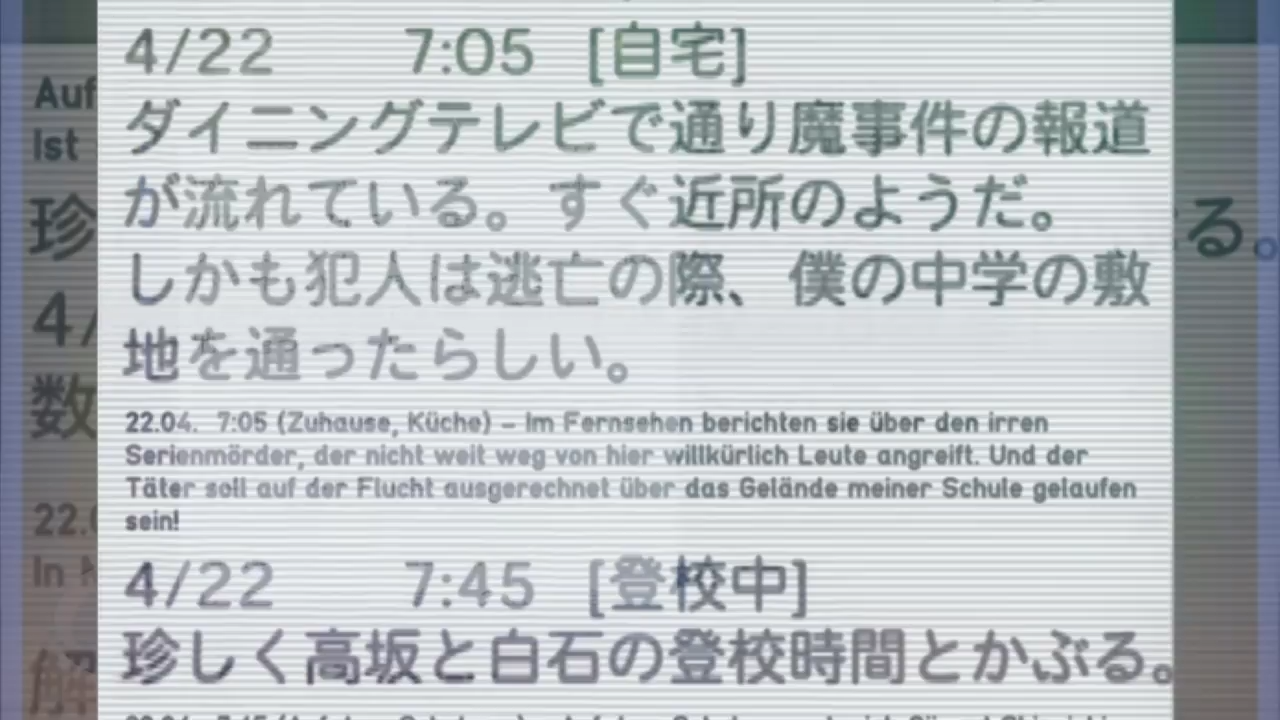 4/22 7:05 [自宅]
ダイニングテレビで通り魔事件の報道
が流れている。すぐ近所のようだ。
しかも犯人は逃亡の際、僕の中学の敷
地を通ったらしい。
22.04. 7:05 (Zuhause, Küche) – Im Fernsehen berichten sie über den irren
Serienmörder, der nicht weit weg von hier willkürlich Leute angreift. Und der
Täter soll auf der Flucht ausgerechnet über das Gelände meiner Schule gelaufen
sein!
4/22 7:45 [登校中]
珍しく高坂と白石の登校時間とかぶる。
Auf
Ist
珍
る。
4/
数
22.0
In
解